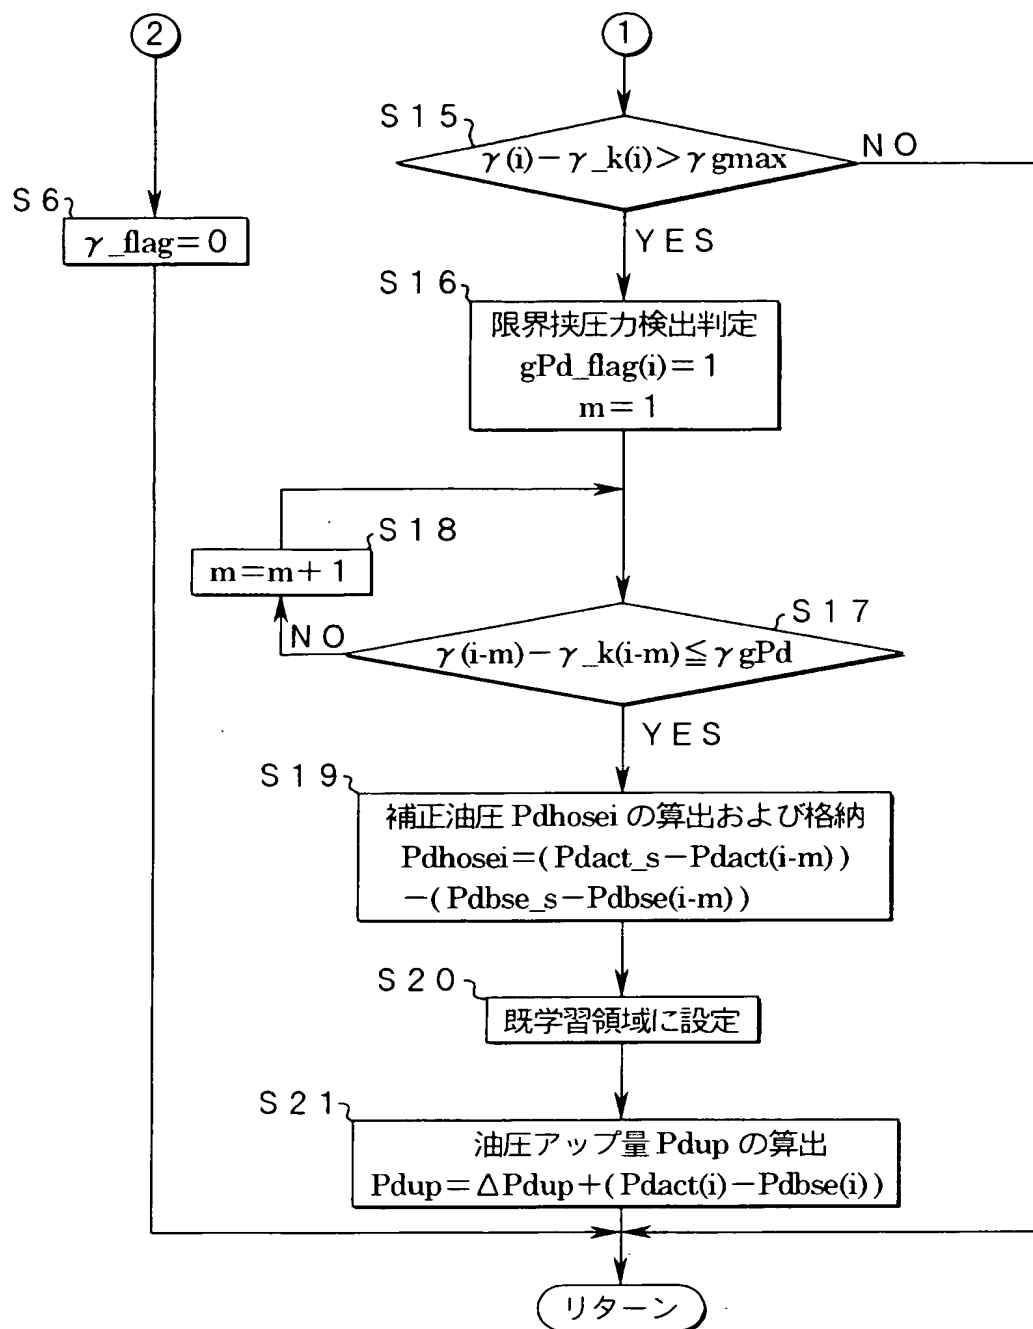 ②
①
S15
γ(i)−γ_k(i)>γgmax
NO
YES
S6
γ_flag=0
S16
限界挟圧力検出判定
gPd_flag(i)=1
m=1
S18
m=m+1
NO
S17
γ(i-m)−γ_k(i-m)≦γgPd
YES
S19
補正油圧 Pdhosei の算出および格納
Pdhosei=(Pdact_s−Pdact(i-m))
−(Pdbse_s−Pdbse(i-m))
S20
既学習領域に設定
S21
油圧アップ量 Pdup の算出
Pdup=ΔPdup+(Pdact(i)−Pdbse(i))
リターン